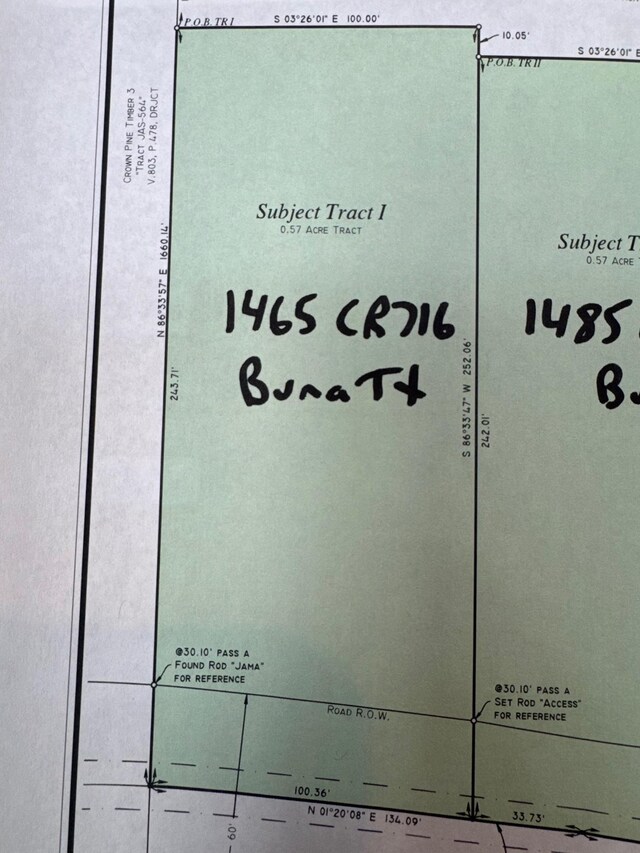 P.O.B. TR I
S 03°26'01" E 100.00'
10.05'
S 03°26'01" E
P.O.B. TR II
CROWN PINE TIMBER 3
"TRACT JAS-564"
V.803, P.478, DRJCT
Subject Tract I
0.57 ACRE TRACT
Subject T
0.57 ACRE
N 86°33'57" E 1660.14'
243.71'
1465 CR716
Buna Tx
S 86°33'47" W 252.06'
242.01'
1485
Bu
@30.10' PASS A
FOUND ROD "JAMA"
FOR REFERENCE
@30.10' PASS A
SET ROD "ACCESS"
FOR REFERENCE
ROAD R.O.W.
100.36'
N 01°20'08" E 134.09'
33.73'
60'